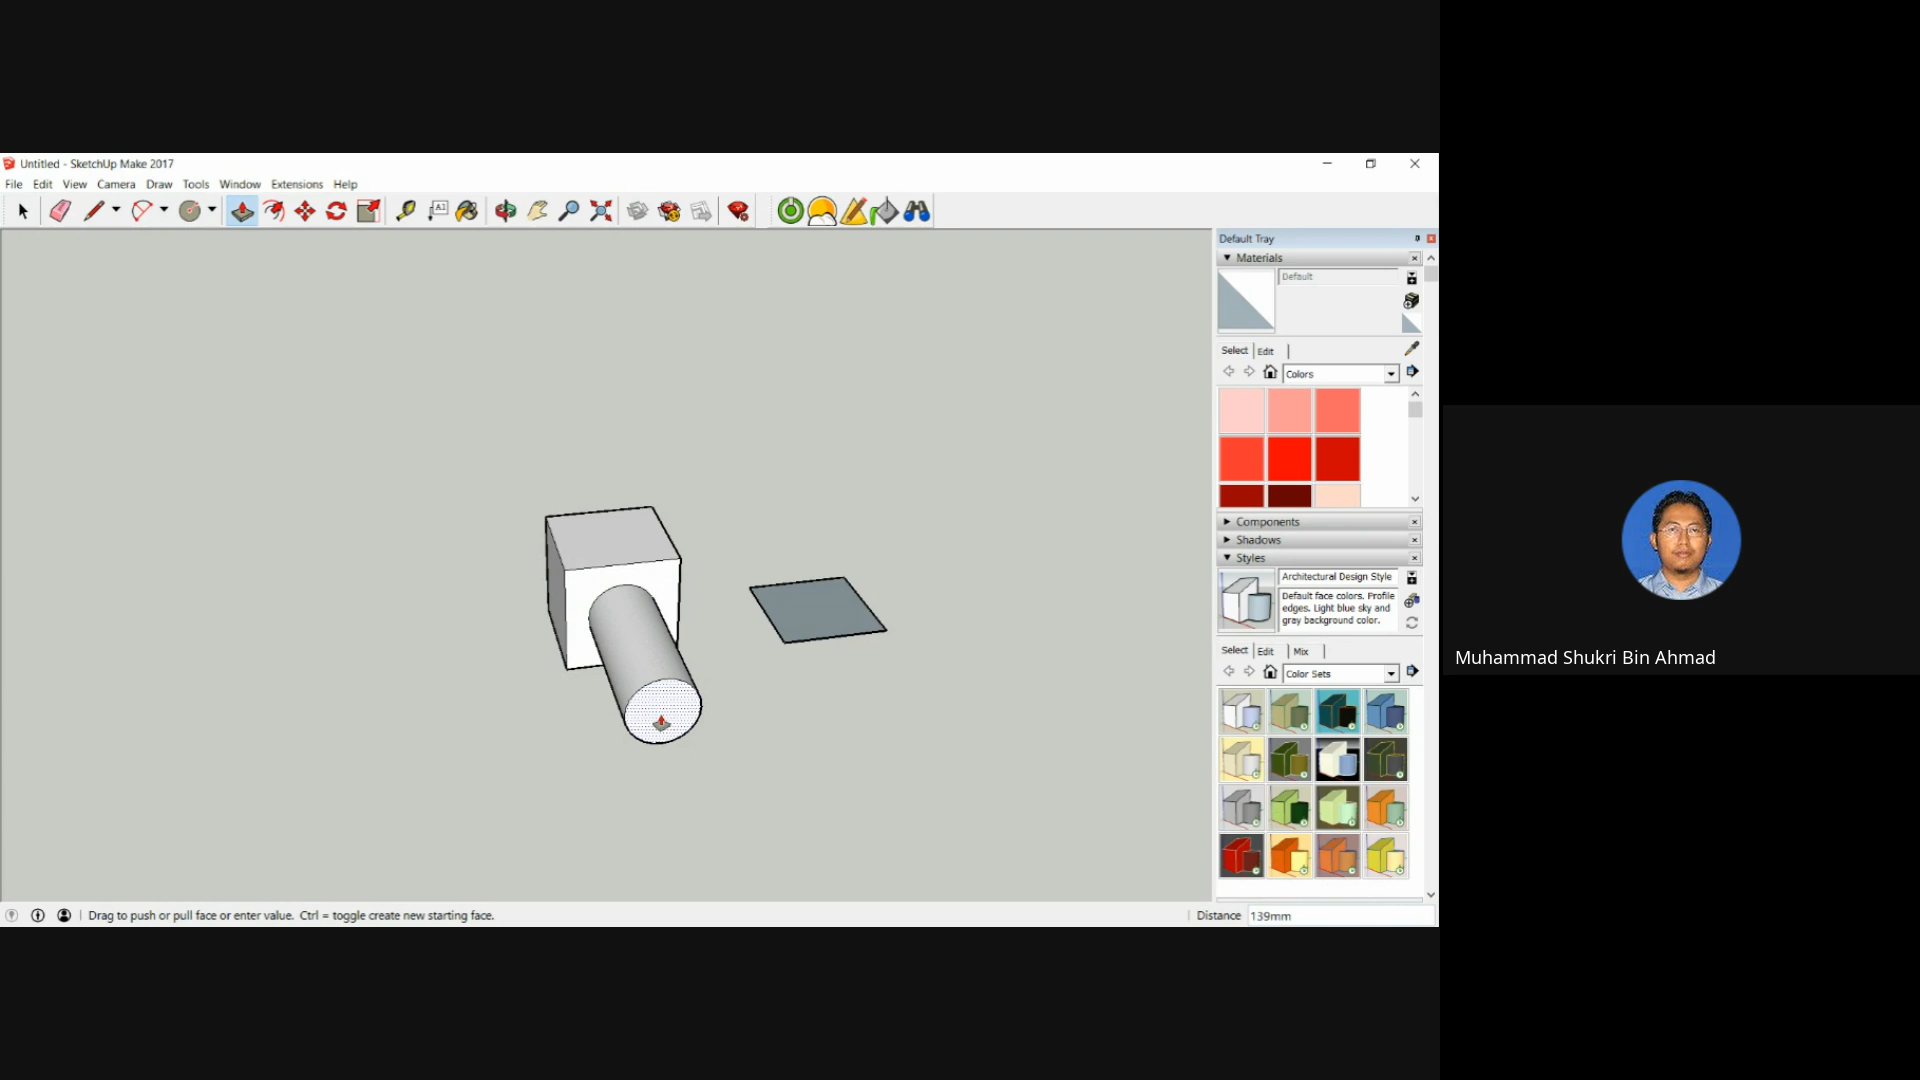 Untitled - SketchUp Make 2017
File Edit View Camera Draw Tools Window Extensions Help
A1
Default Tray
Materials
Default
Select Edit
Colors
Components
Shadows
Styles
Architectural Design Style
Default face colors. Profile
edges. Light blue sky and
gray background color.
Select Edit Mix
Color Sets
Muhammad Shukri Bin Ahmad
Drag to push or pull face or enter value. Ctrl = toggle create new starting face.
Distance 139mm